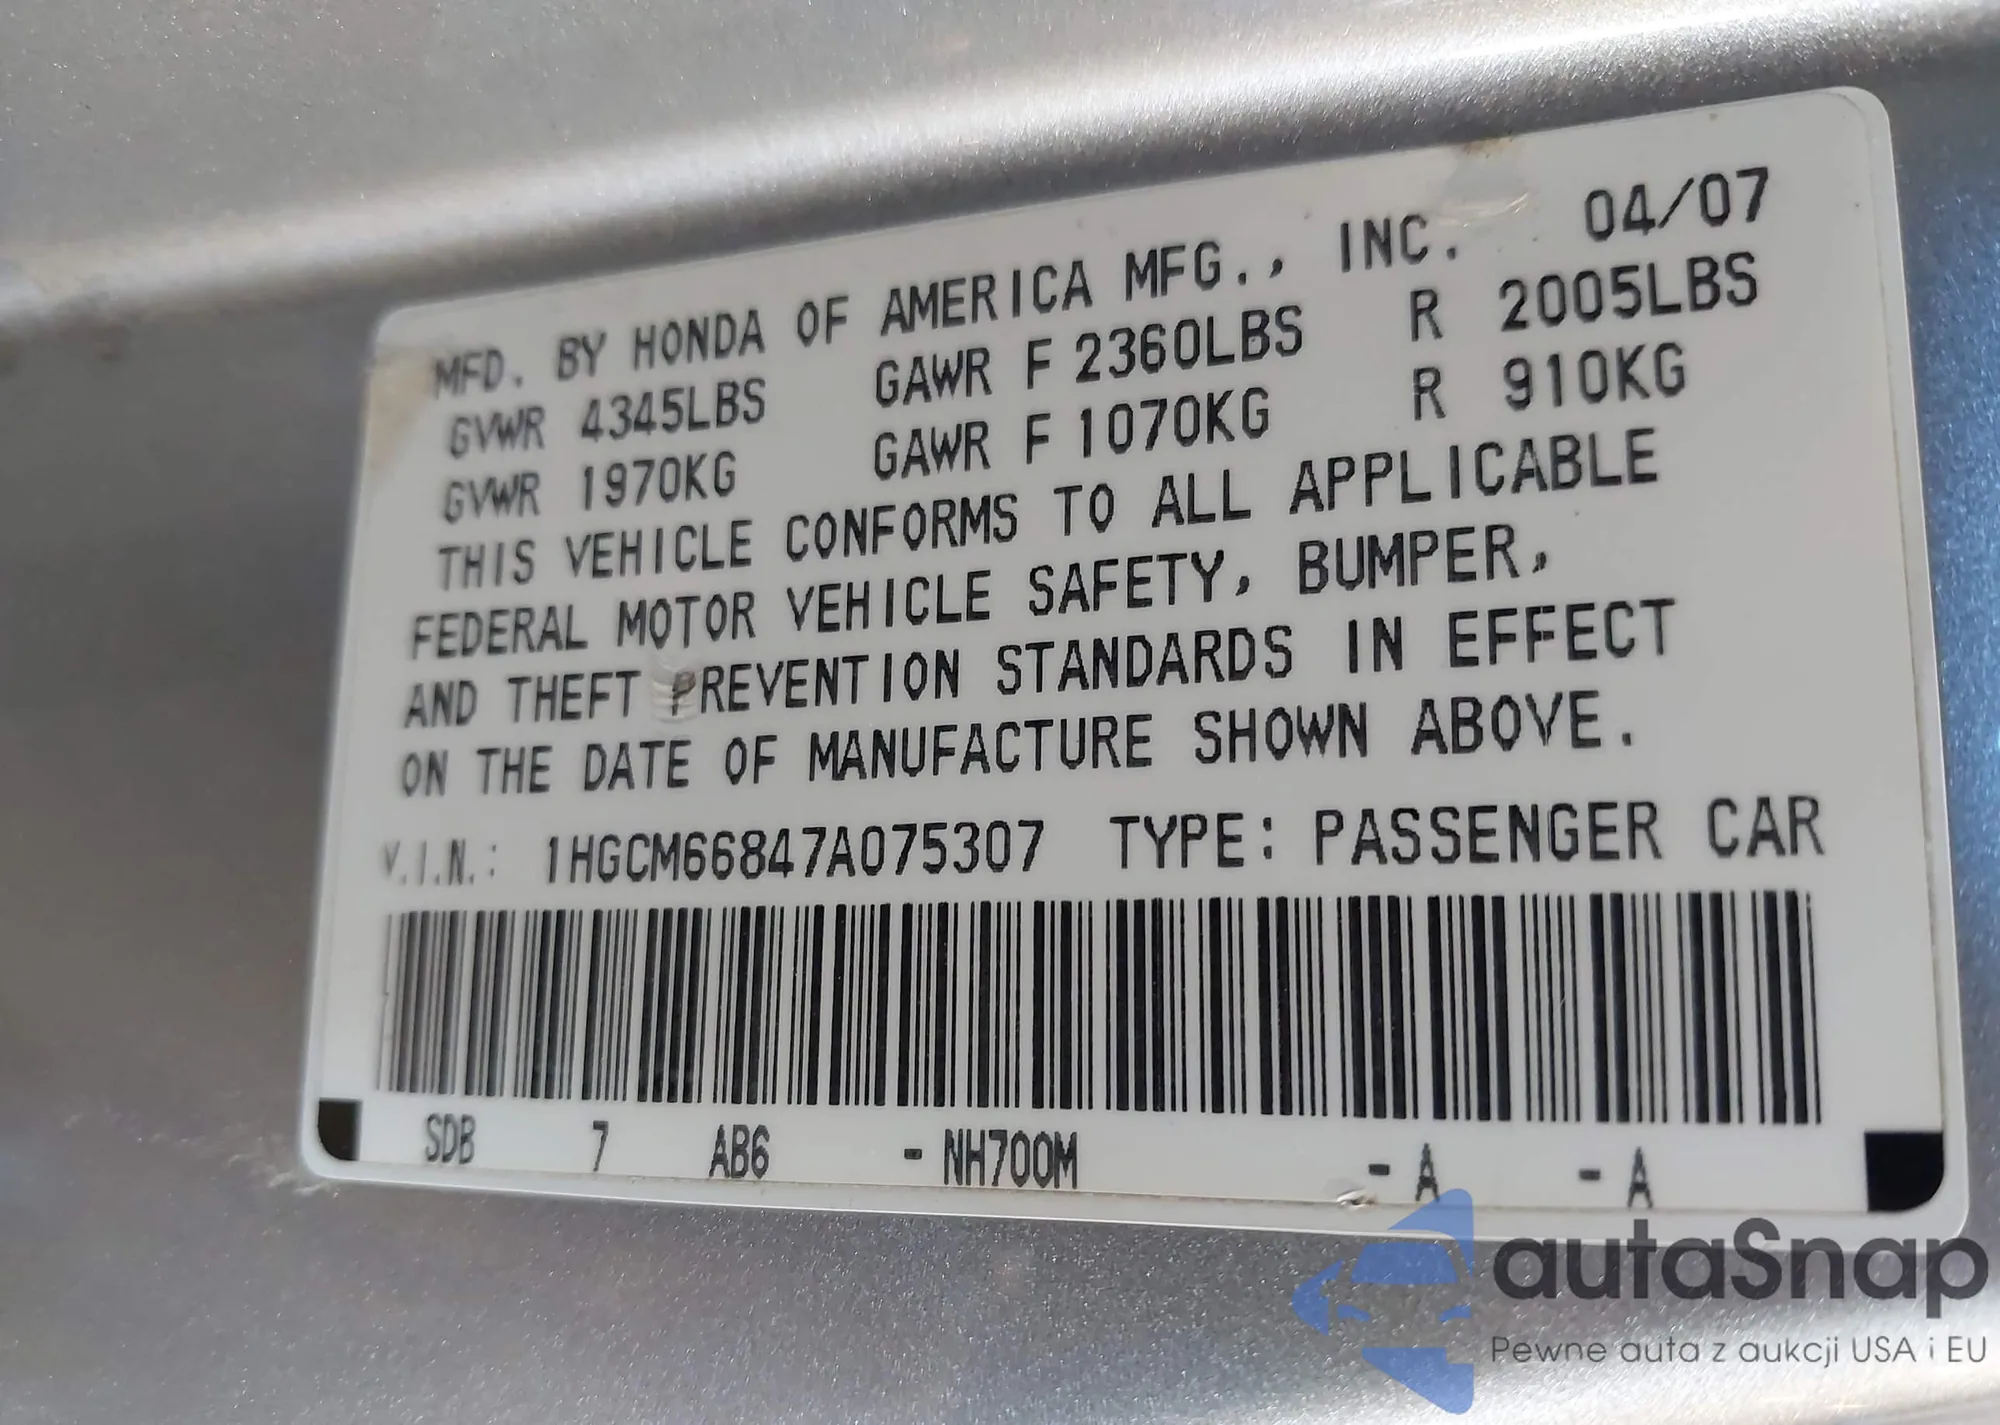 MFD. BY HONDA OF AMERICA MFG., INC. 04/07
GVWR 4345LBS GAWR F 2360LBS R 2005LBS
GVWR 1970KG GAWR F 1070KG R 910KG
THIS VEHICLE CONFORMS TO ALL APPLICABLE
FEDERAL MOTOR VEHICLE SAFETY, BUMPER,
AND THEFT PREVENTION STANDARDS IN EFFECT
ON THE DATE OF MANUFACTURE SHOWN ABOVE.
V.I.N.: 1HGCM66847A075307 TYPE: PASSENGER CAR
SDB 7 AB6 - NH700M - A - A
autaSnap
Pewne auta z aukcji USA i EU